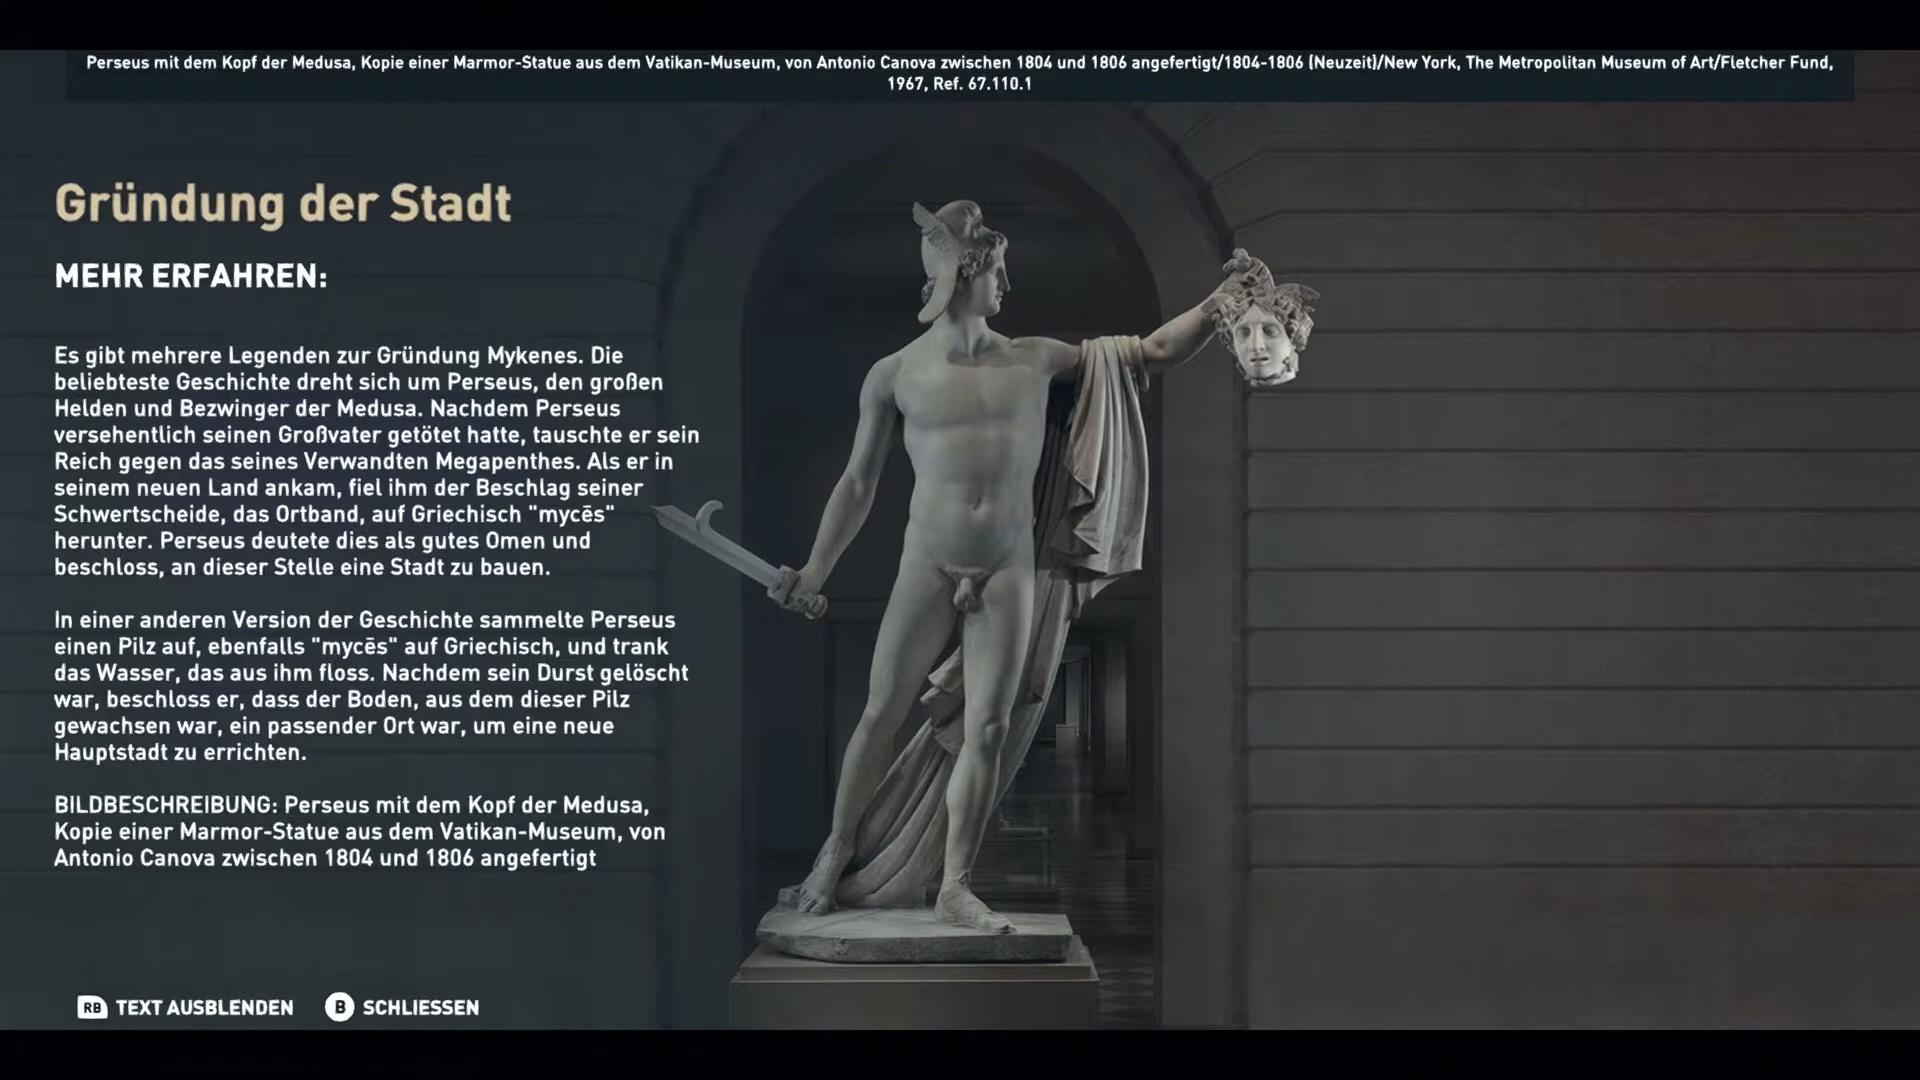 Perseus mit dem Kopf der Medusa, Kopie einer Marmor-Statue aus dem Vatikan-Museum, von Antonio Canova zwischen 1804 und 1806 angefertigt/1804-1806 (Neuzeit)/New York, The Metropolitan Museum of Art/Fletcher Fund,
1967, Ref. 67.110.1
Gründung der Stadt
MEHR ERFAHREN:
Es gibt mehrere Legenden zur Gründung Mykenes. Die
beliebteste Geschichte dreht sich um Perseus, den großen
Helden und Bezwinger der Medusa. Nachdem Perseus
versehentlich seinen Großvater getötet hatte, tauschte er sein
Reich gegen das seines Verwandten Megapenthes. Als er in
seinem neuen Land ankam, fiel ihm der Beschlag seiner
Schwertscheide, das Ortband, auf Griechisch "mycēs"
herunter. Perseus deutete dies als gutes Omen und
beschloss, an dieser Stelle eine Stadt zu bauen.
In einer anderen Version der Geschichte sammelte Perseus
einen Pilz auf, ebenfalls "mycēs" auf Griechisch, und trank
das Wasser, das aus ihm floss. Nachdem sein Durst gelöscht
war, beschloss er, dass der Boden, aus dem dieser Pilz
gewachsen war, ein passender Ort war, um eine neue
Hauptstadt zu errichten.
BILDBESCHREIBUNG: Perseus mit dem Kopf der Medusa,
Kopie einer Marmor-Statue aus dem Vatikan-Museum, von
Antonio Canova zwischen 1804 und 1806 angefertigt
RB TEXT AUSBLENDEN B SCHLIESSEN